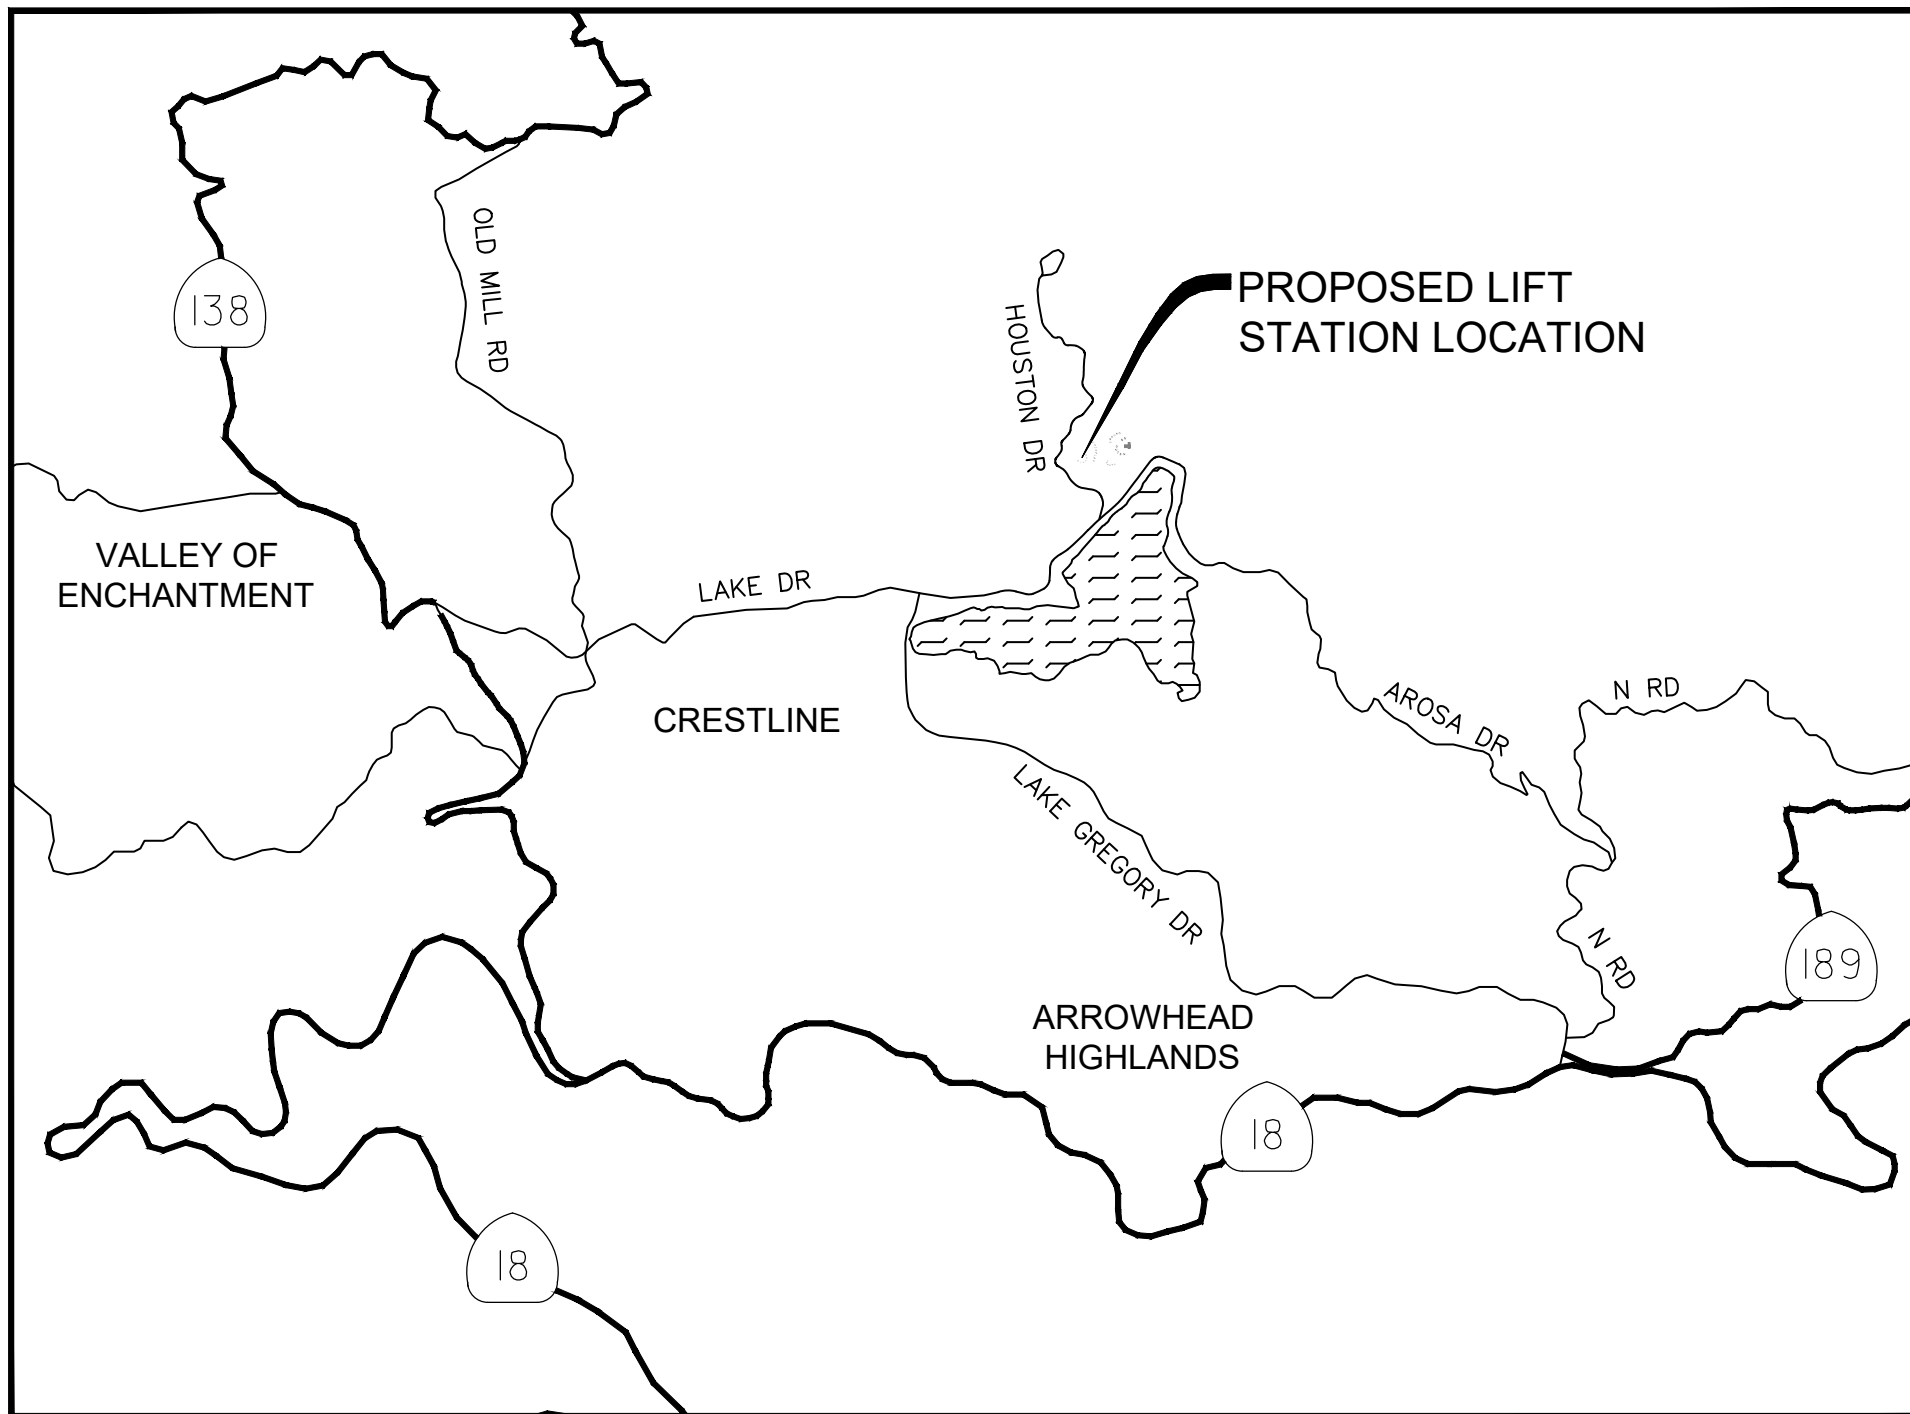 138
OLD MILL RD
HOUSTON DR
PROPOSED LIFT
STATION LOCATION
VALLEY OF
ENCHANTMENT
LAKE DR
CRESTLINE
AROSA DR
N RD
LAKE GREGORY DR
N RD
189
ARROWHEAD
HIGHLANDS
18
18